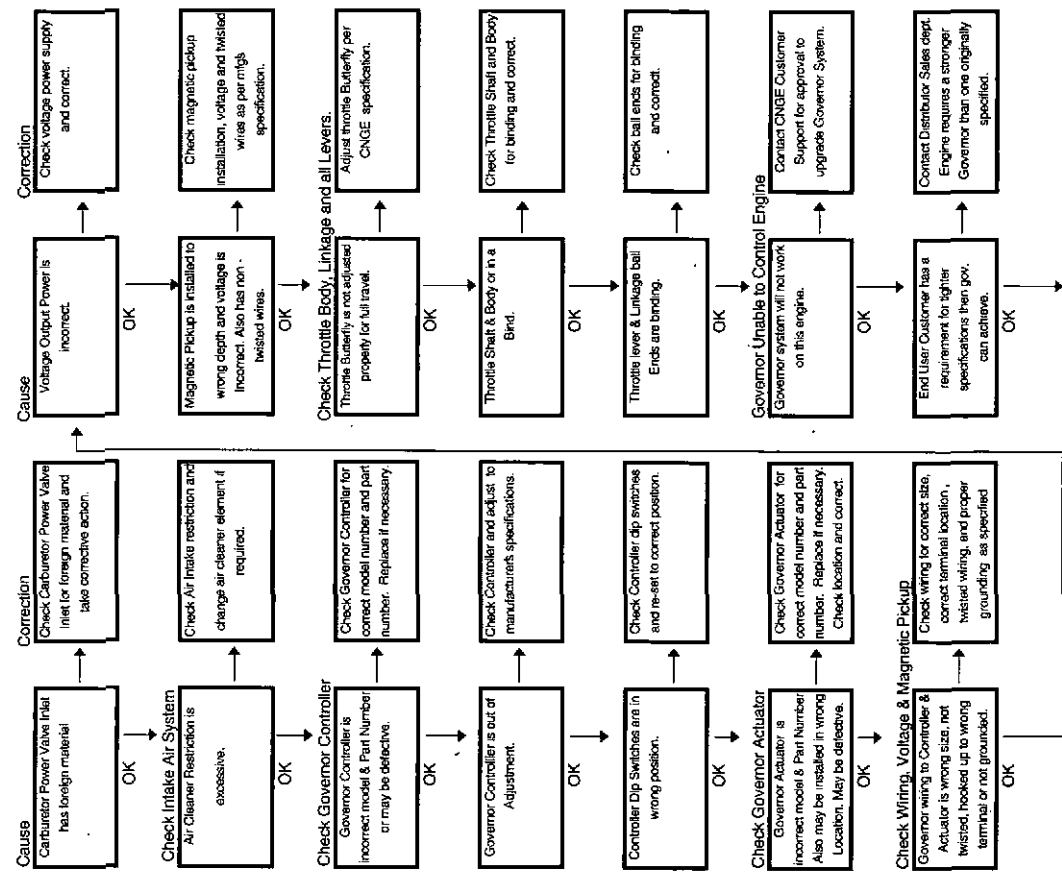 Cause
Correction
Carburetor Power Valve Inlet
has foreign material
Check Carburetor Power Valve
Inlet for foreign material and
take corrective action.
OK
Check Intake Air System
Air Cleaner Restriction is
excessive.
Check Air Intake restriction and
change air cleaner element if
required.
OK
Check Governor Controller
Governor Controller is
incorrect model & Part Number
or may be defective.
Check Governor Controller for
correct model number and part
number. Replace if necessary.
OK
Governor Controller is out of
Adjustment.
Check Controller and adjust to
manufacturer's specifications.
OK
Controller Dip Switches are in
wrong position.
Check Controller dip switches
and re-set to correct position.
OK
Check Governor Actuator
Governor Actuator is
incorrect model & Part Number
Also may be installed in wrong
Location. May be defective.
Check Governor Actuator for
correct model number and part
number. Replace if necessary.
Check location and correct.
OK
Check Wiring, Voltage & Magnetic Pickup
Governor wiring to Controller &
Actuator is wrong size, not
twisted, hooked up to wrong
terminal or not grounded.
Check wiring for correct size,
correct terminal location,
twisted wiring, and proper
grounding as specified
OK
Cause
Correction
Voltage Output Power is
incorrect.
Check voltage power supply
and correct.
OK
Magnetic Pickup is installed to
wrong depth and voltage is
Incorrect. Also has non -
twisted wires.
Check magnetic pickup
installation, voltage and twisted
wires as per mfgs
specification.
OK
Check Throttle Body, Linkage and all Levers.
Throttle Butterfly is not adjusted
properly for full travel.
Adjust throttle Butterfly per
CNGE specification.
OK
Throttle Shaft & Body or in a
Bind.
Check Throttle Shaft and Body
for binding and correct.
OK
Throttle lever & Linkage ball
Ends are binding.
Check ball ends for binding
and correct.
OK
Governor Unable to Control Engine
Governor system will not work
on this engine.
Contact CNGE Customer
Support for approval to
upgrade Governor System.
OK
End User Customer has a
requirement for tighter
specifications then gov.
can achieve.
Contact Distributor Sales dept.
Engine requires a stronger
Governor than one originally
specified.
OK